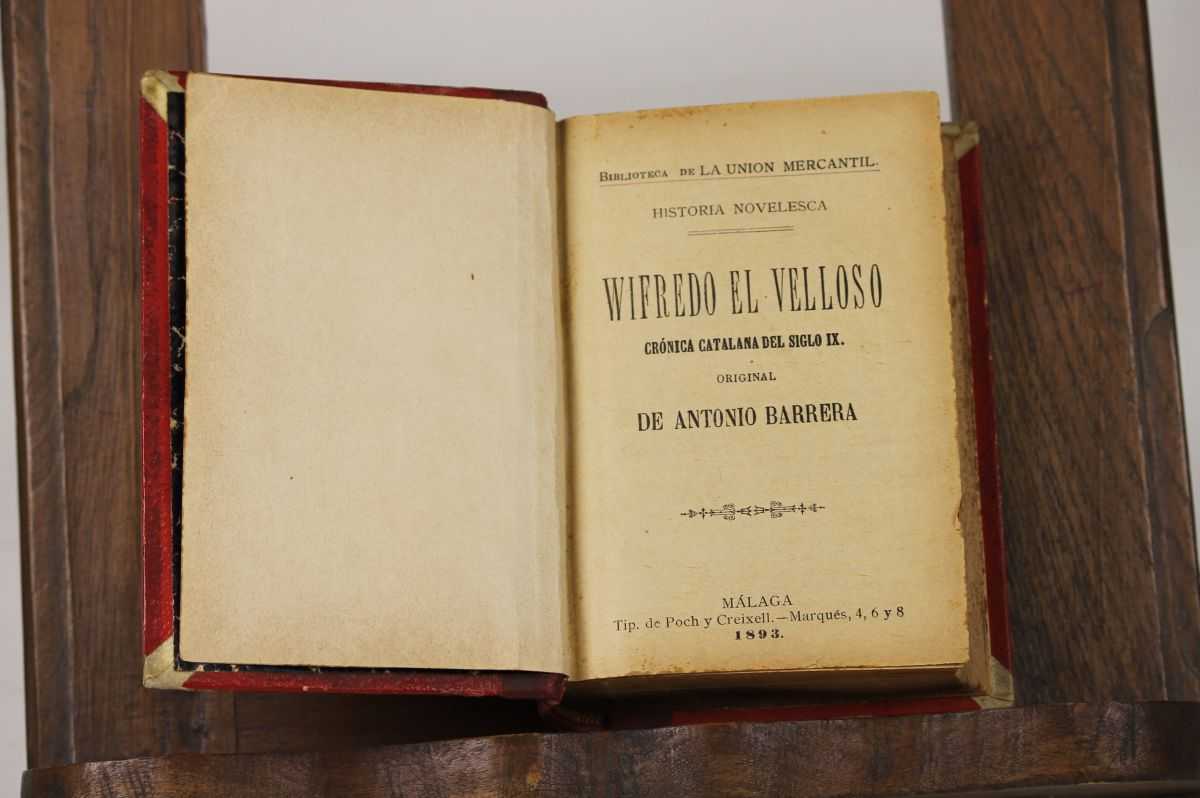 BIBLIOTECA DE LA UNION MERCANTIL.
HISTORIA NOVELESCA
WIFREDO EL VELLOSO
CRÓNICA CATALANA DEL SIGLO IX.
ORIGINAL
DE ANTONIO BARRERA
MÁLAGA
Tip. de Poch y Creixell.—Marqués, 4, 6 y 8
1893.